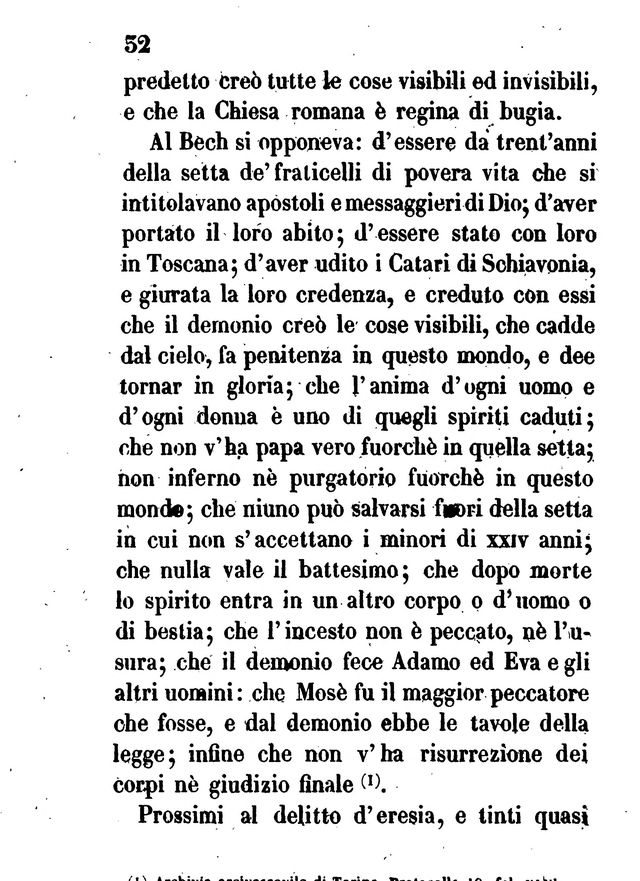 52
predetto creò tutte le cose visibili ed invisibili,
e che la Chiesa romana è regina di bugia.
Al Bech si opponeva: d'essere da trent'anni
della setta de' fraticelli di povera vita che si
intitolavano apostoli e messaggieri di Dio; d'aver
portato il loro abito; d'essere stato con loro
in Toscana; d'aver udito i Catari di Schiavonia,
e giurata la loro credenza, e creduto con essi
che il demonio creò le cose visibili, che cadde
dal cielo, fa penitenza in questo mondo, e dee
tornar in gloria; che l'anima d'ogni uomo e
d'ogni donna è uno di quegli spiriti caduti;
che non v'ha papa vero fuorchè in quella setta;
non inferno nè purgatorio fuorchè in questo
mondo; che niuno può salvarsi fuori della setta
in cui non s'accettano i minori di XXIV anni;
che nulla vale il battesimo; che dopo morte
lo spirito entra in un altro corpo o d'uomo o
di bestia; che l'incesto non è peccato, nè l'u-
sura; che il demonio fece Adamo ed Eva e gli
altri uomini: che Mosè fu il maggior peccatore
che fosse, e dal demonio ebbe le tavole della
legge; infine che non v'ha risurrezione dei
corpi nè giudizio finale (1).
Prossimi al delitto d'eresia, e tinti quasi
(1) Archivio arcivescovile di Torino. Protocollo